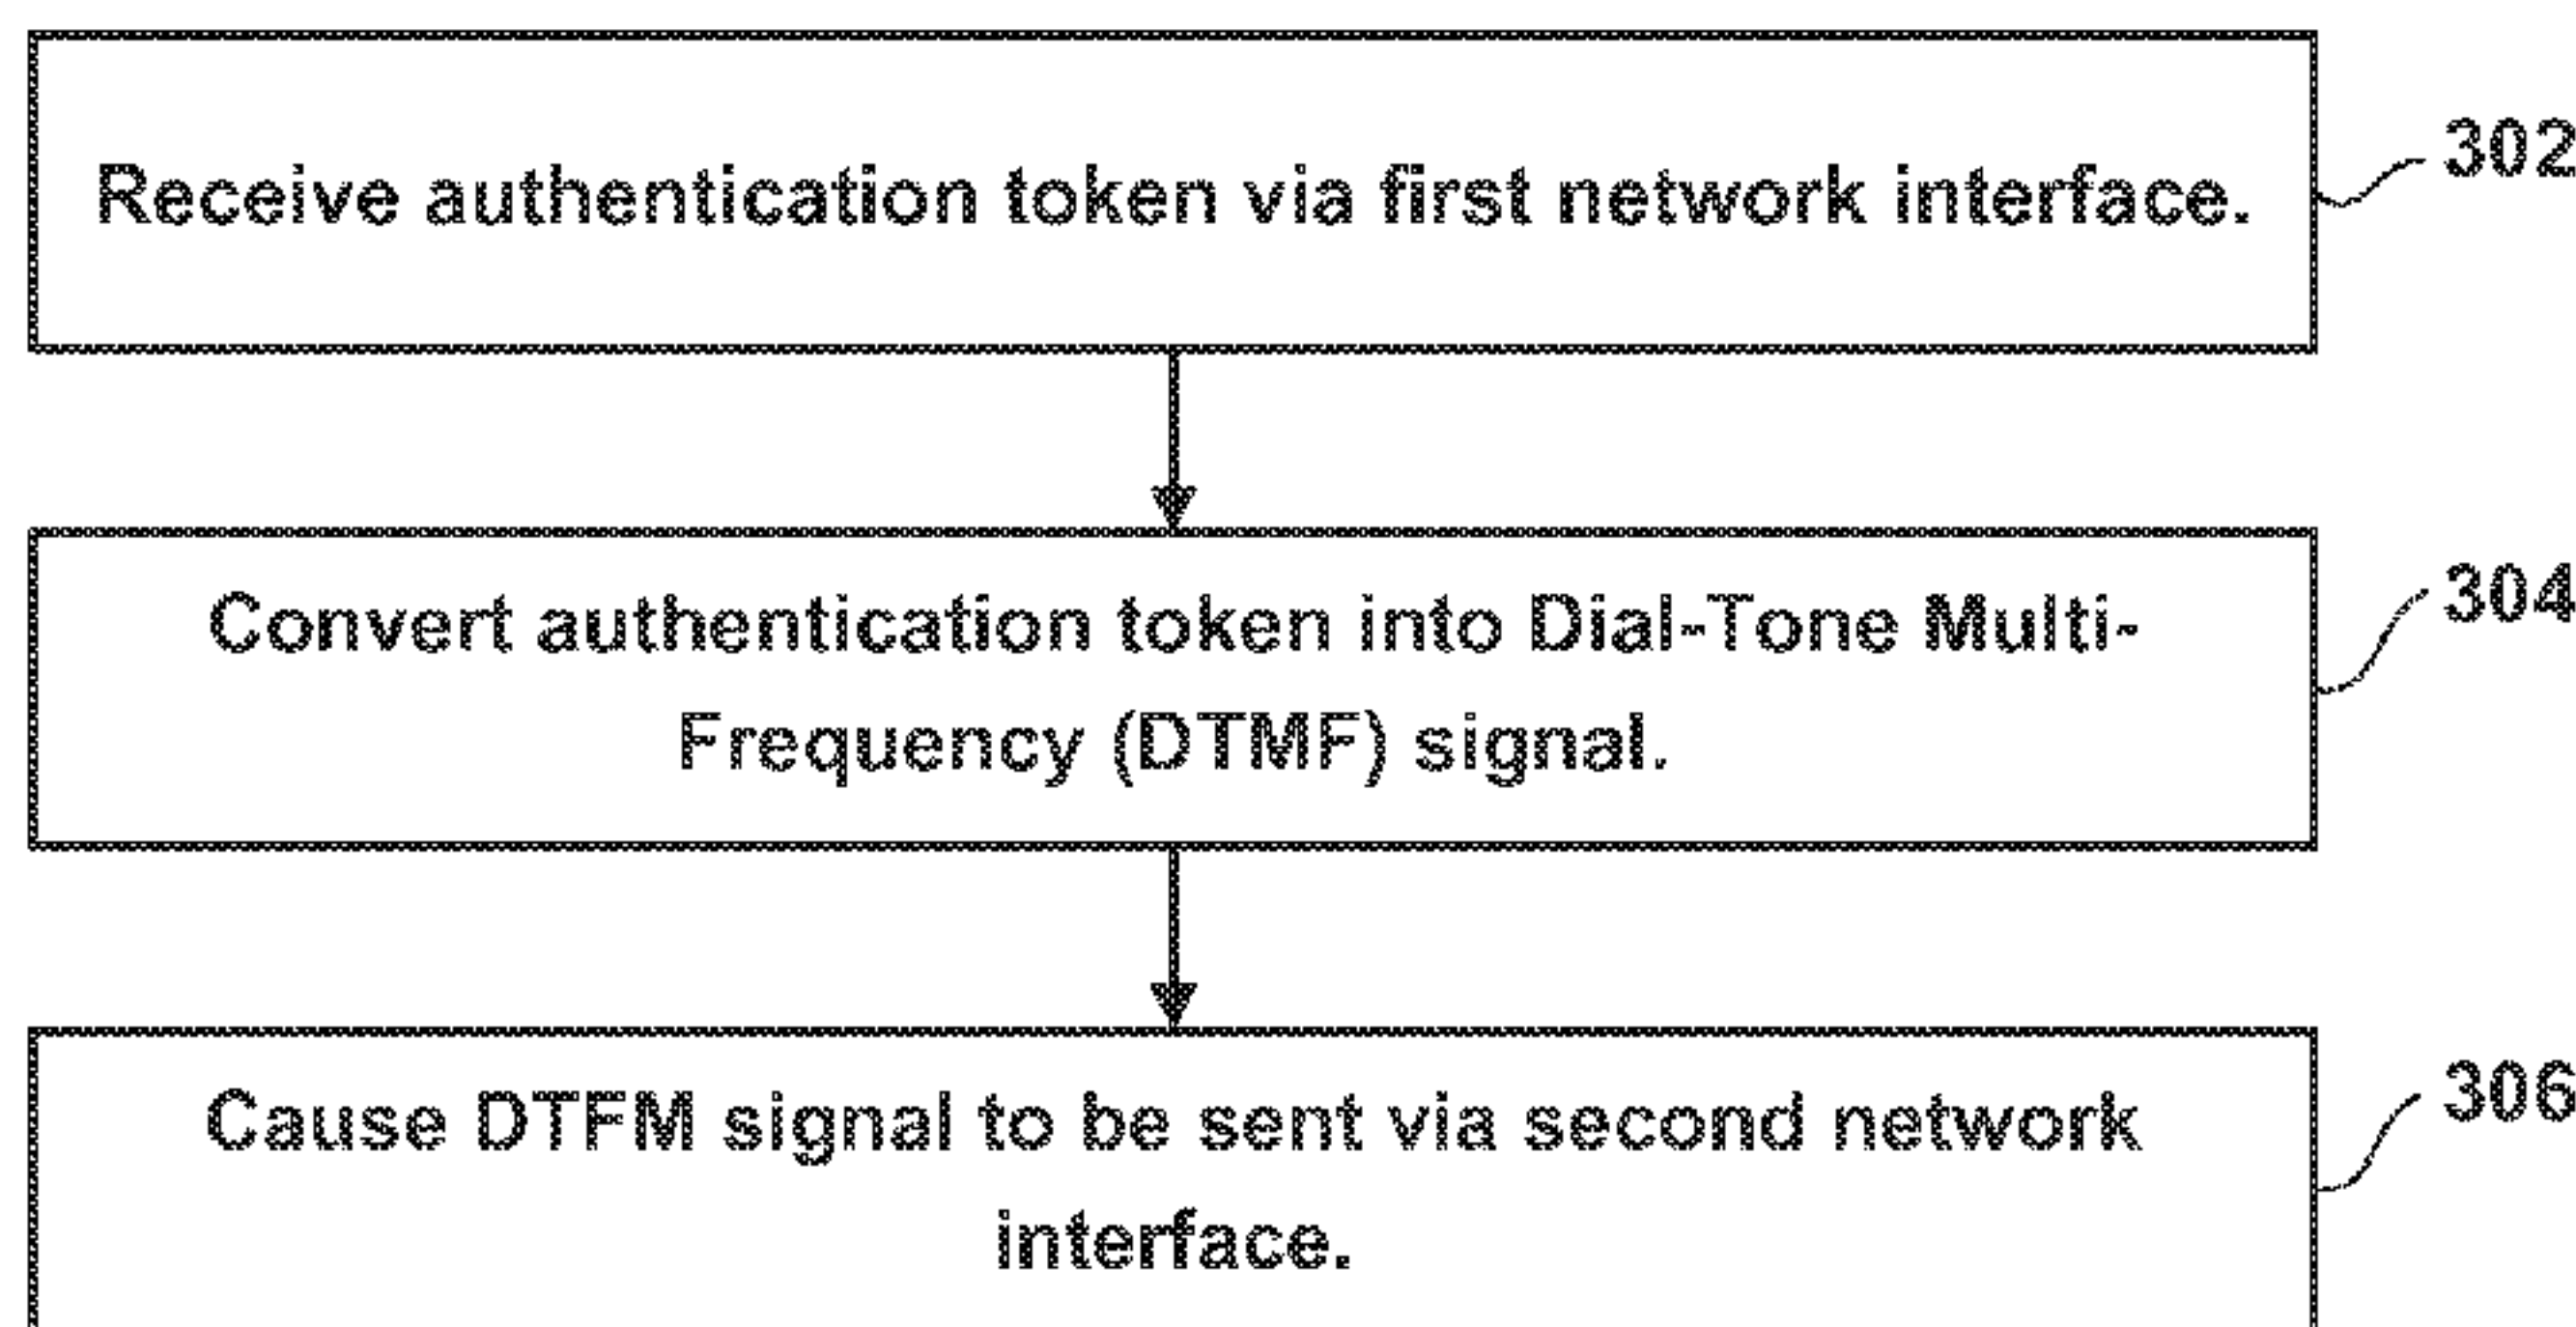 Receive authentication token via first network interface.
302
Convert authentication token into Dial-Tone Multi-
Frequency (DTMF) signal.
304
Cause DTFM signal to be sent via second network
interface.
306